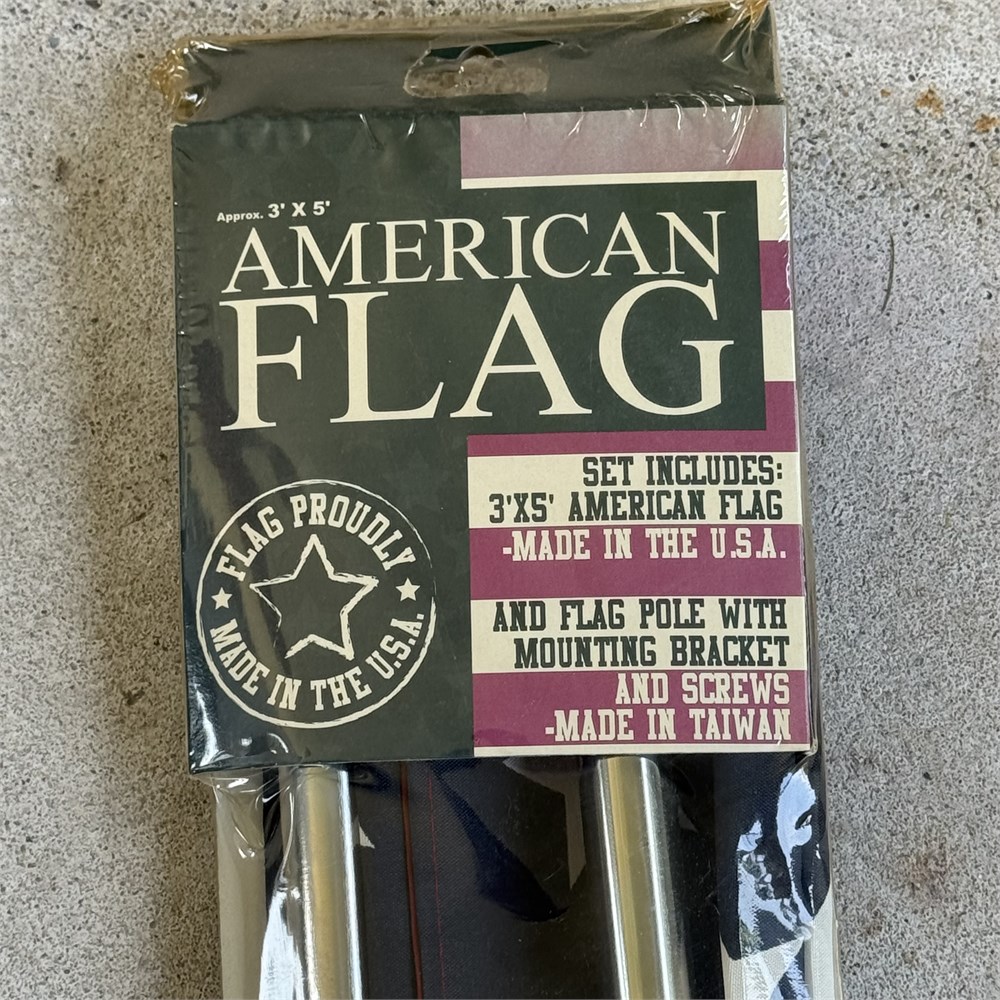 Approx. 3' X 5'
AMERICAN
FLAG
SET INCLUDES:
3'X5' AMERICAN FLAG
-MADE IN THE U.S.A.
AND FLAG POLE WITH
MOUNTING BRACKET
AND SCREWS
-MADE IN TAIWAN
FLAG PROUDLY
MADE IN THE U.S.A.